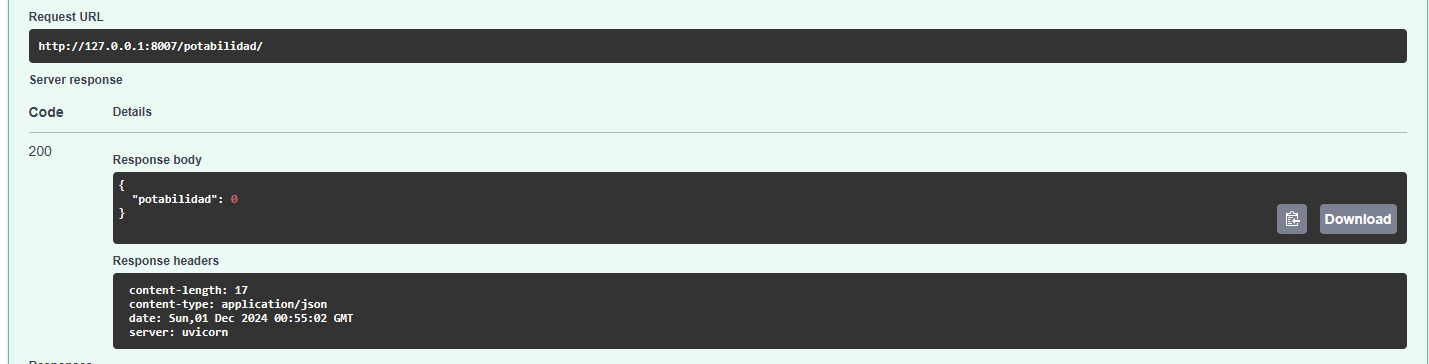 Request URL
http://127.0.0.1:8007/potabilidad/
Server response
Code Details
200
Response body
{
"potabilidad": 0
}
Download
Response headers
content-length: 17
content-type: application/json
date: Sun,01 Dec 2024 00:55:02 GMT
server: uvicorn
Responses